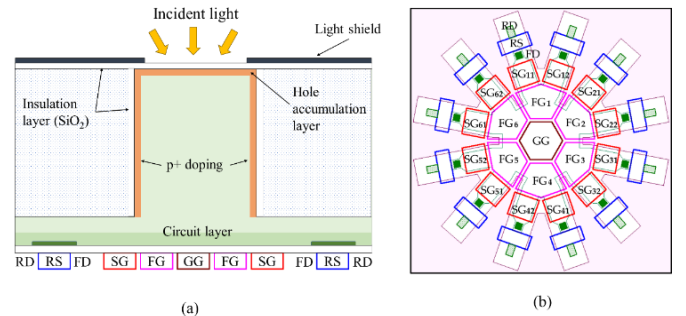 Incident light
Light shield
Insulation
layer (SiO₂)
Hole
accumulation
layer
p+ doping
Circuit layer
RD RS FD SG FG GG FG SG FD RS RD
(a)
RD
RS
FD
SG11 SG12
SG62 SG21
FG1
SG61 FG6 FG2 SG22
GG
SG52 FG5 FG3 SG31
FG4
SG51 SG32
SG42 SG41
(b)